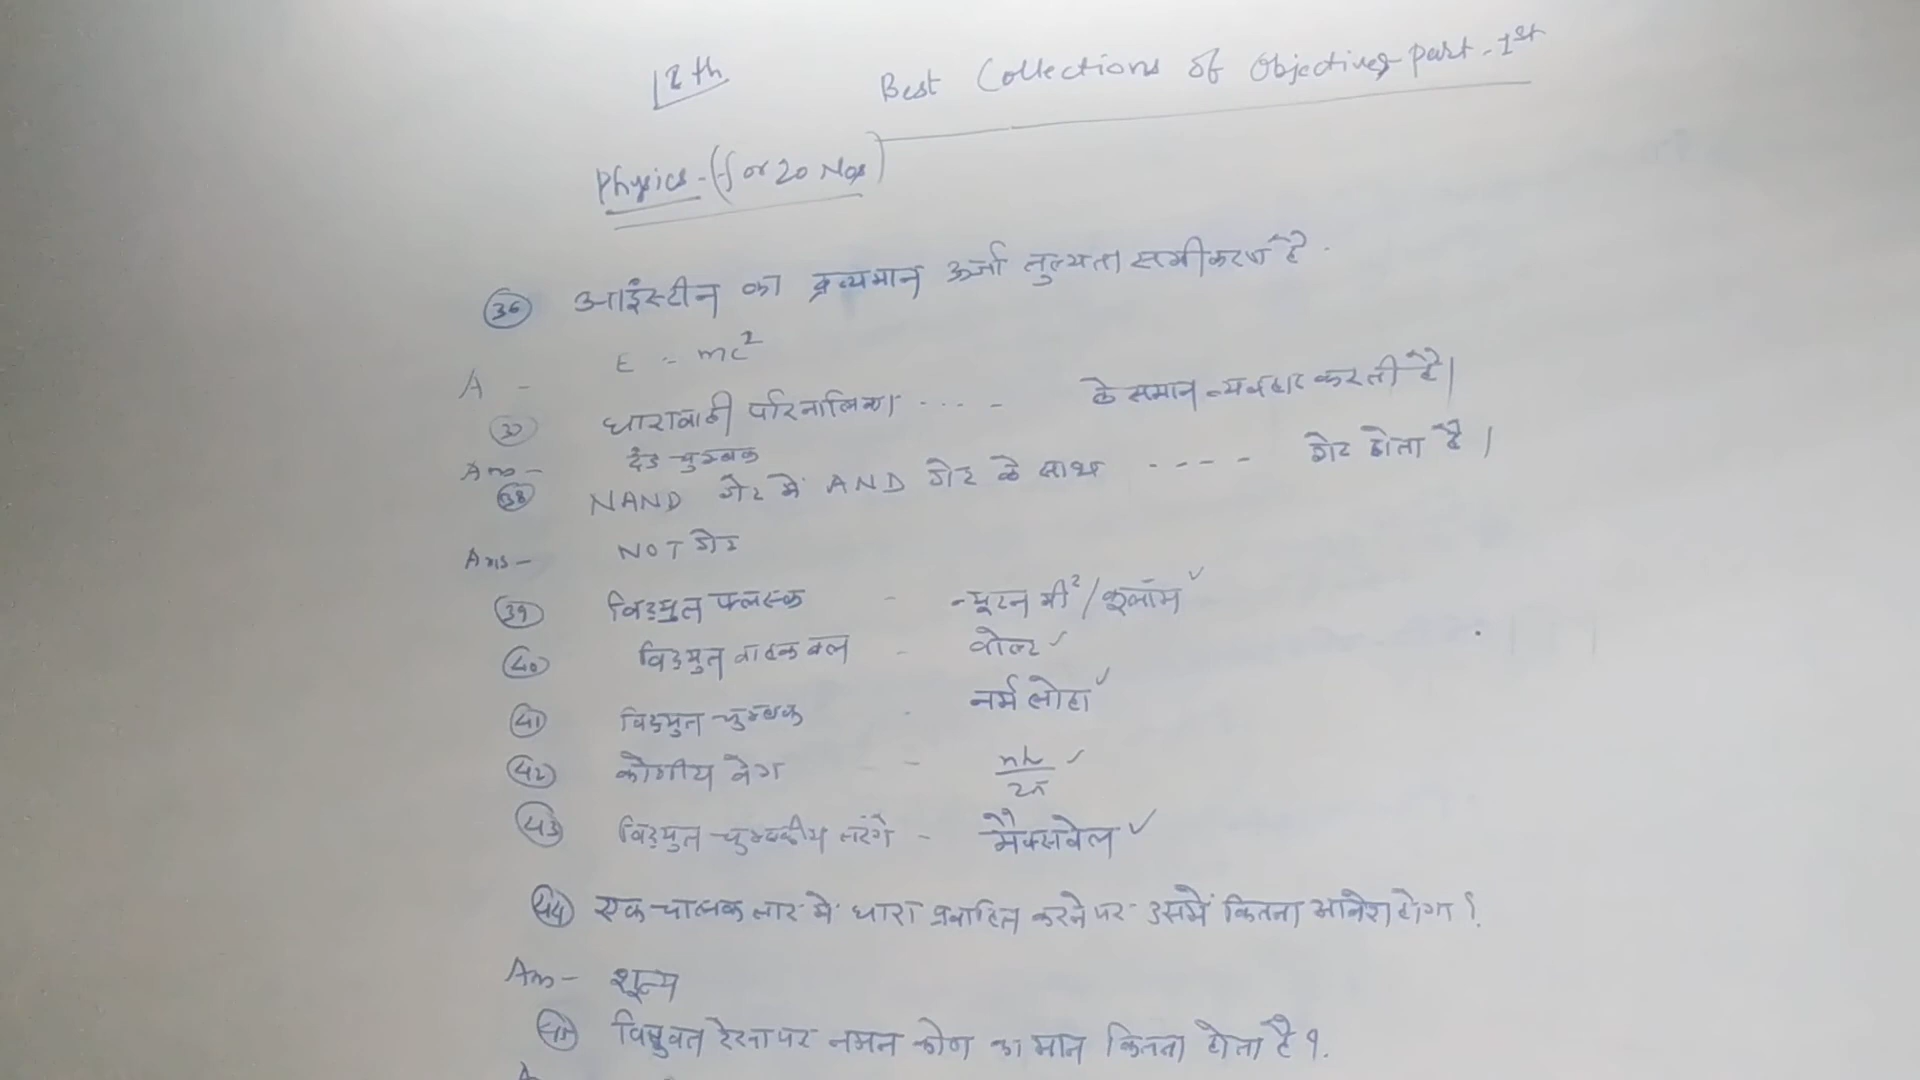 12th Best Collections of Objectives part-1st
Physics-(for 20 Nos)
36 आइंस्टीन का द्रव्यमान ऊर्जा तुल्यता समीकरण है.
A - E = mc²
37 धारावाही परिनालिका .... के समान व्यवहार करती है।
Ans - दंड चुम्बक
38 NAND गेट में AND गेट के साथ ---- गेट होता है।
Ans - NOT गेट
39 विद्युत फ्लस्क - न्यूटन मी²/कूलॉम ✓
40 विद्युत वाहक बल - वोल्ट ✓
41 विद्युत चुम्बक - नर्म लोहा ✓
42 कोणीय वेग - nh/2π ✓
43 विद्युत चुम्बकीय तरंगे - मैक्सवेल ✓
44 एक चालक तार में धारा प्रवाहित करने पर उसमें कितना आवेश होगा?
Ans - शून्य
45 विषुवत रेखा पर नमन कोण का मान कितना होता है?.